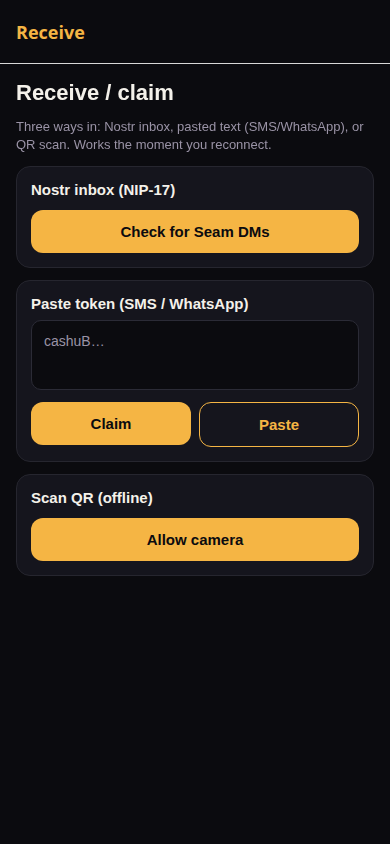 Receive
Receive / claim
Three ways in: Nostr inbox, pasted text (SMS/WhatsApp), or
QR scan. Works the moment you reconnect.
Nostr inbox (NIP-17)
Check for Seam DMs
Paste token (SMS / WhatsApp)
cashuB…
Claim
Paste
Scan QR (offline)
Allow camera